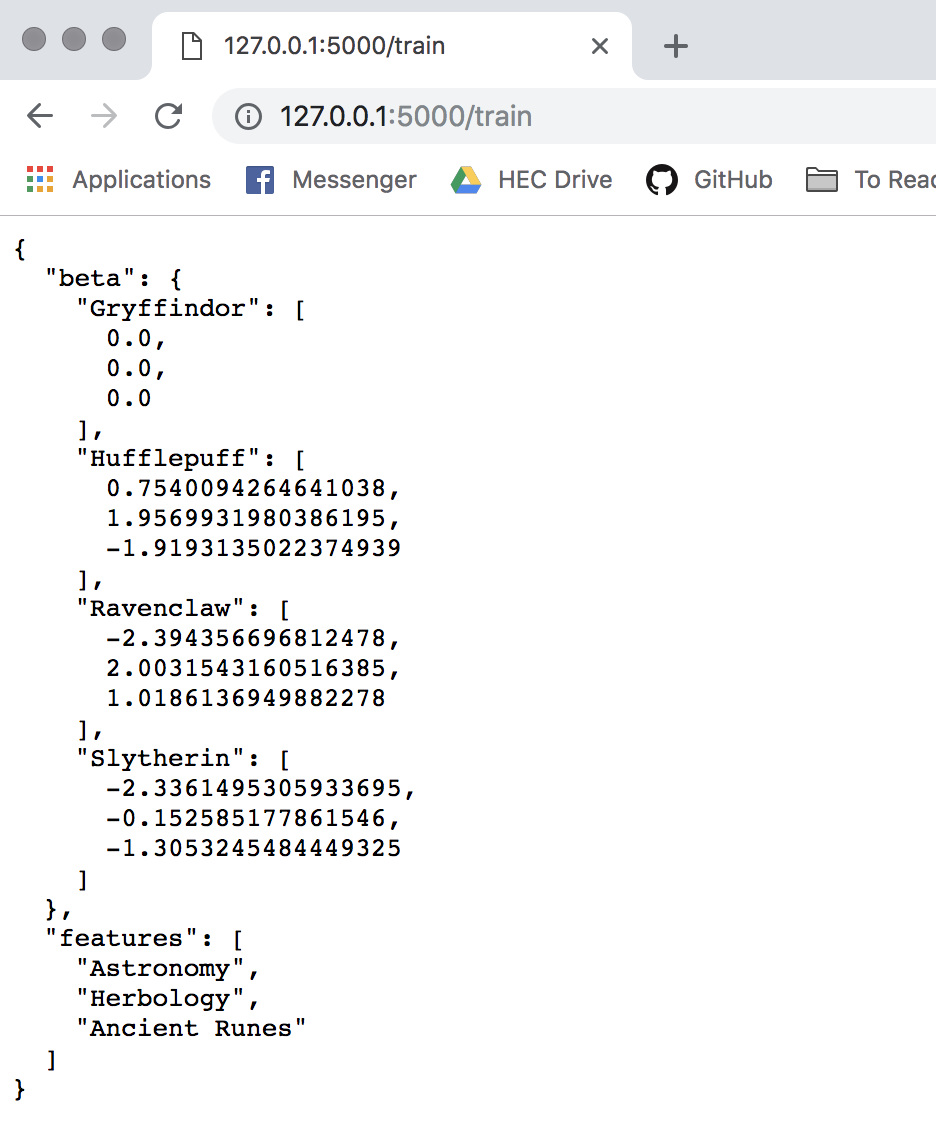 127.0.0.1:5000/train
127.0.0.1:5000/train
Applications Messenger HEC Drive GitHub To Read
{
  "beta": {
    "Gryffindor": [
      0.0,
      0.0,
      0.0
    ],
    "Hufflepuff": [
      0.7540094264641038,
      1.9569931980386195,
      -1.9193135022374939
    ],
    "Ravenclaw": [
      -2.394356696812478,
      2.0031543160516385,
      1.0186136949882278
    ],
    "Slytherin": [
      -2.3361495305933695,
      -0.152585177861546,
      -1.3053245484449325
    ]
  },
  "features": [
    "Astronomy",
    "Herbology",
    "Ancient Runes"
  ]
}